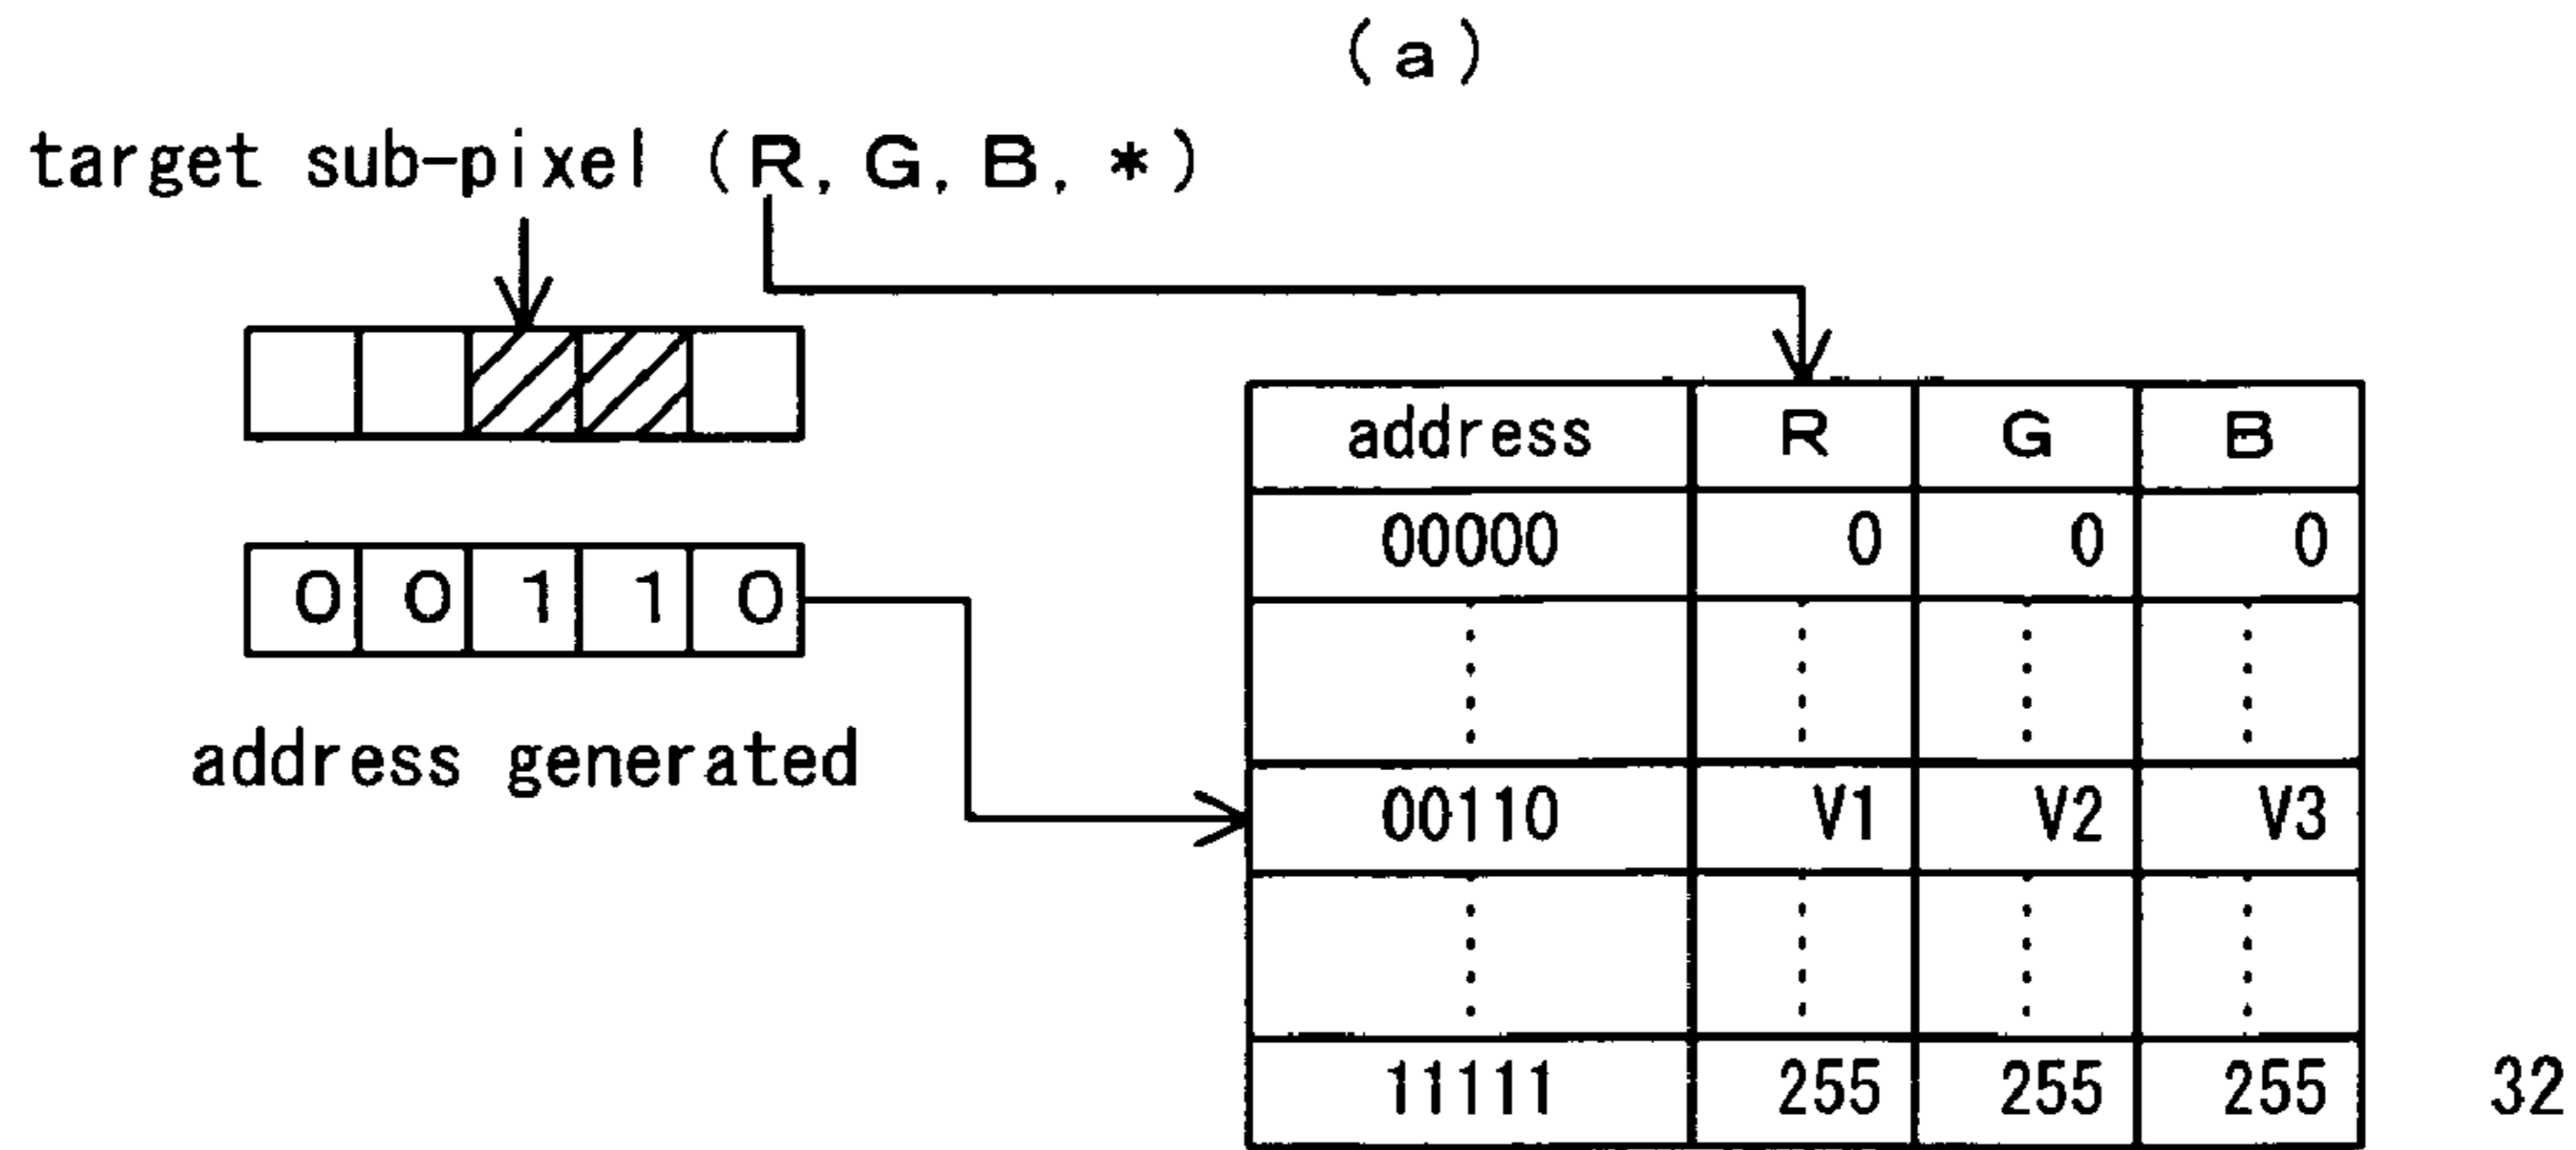 (a)
target sub-pixel (R, G, B, *)
0 0 1 1 0
address generated
address R G B
00000 0 0 0
00110 V1 V2 V3
11111 255 255 255
32